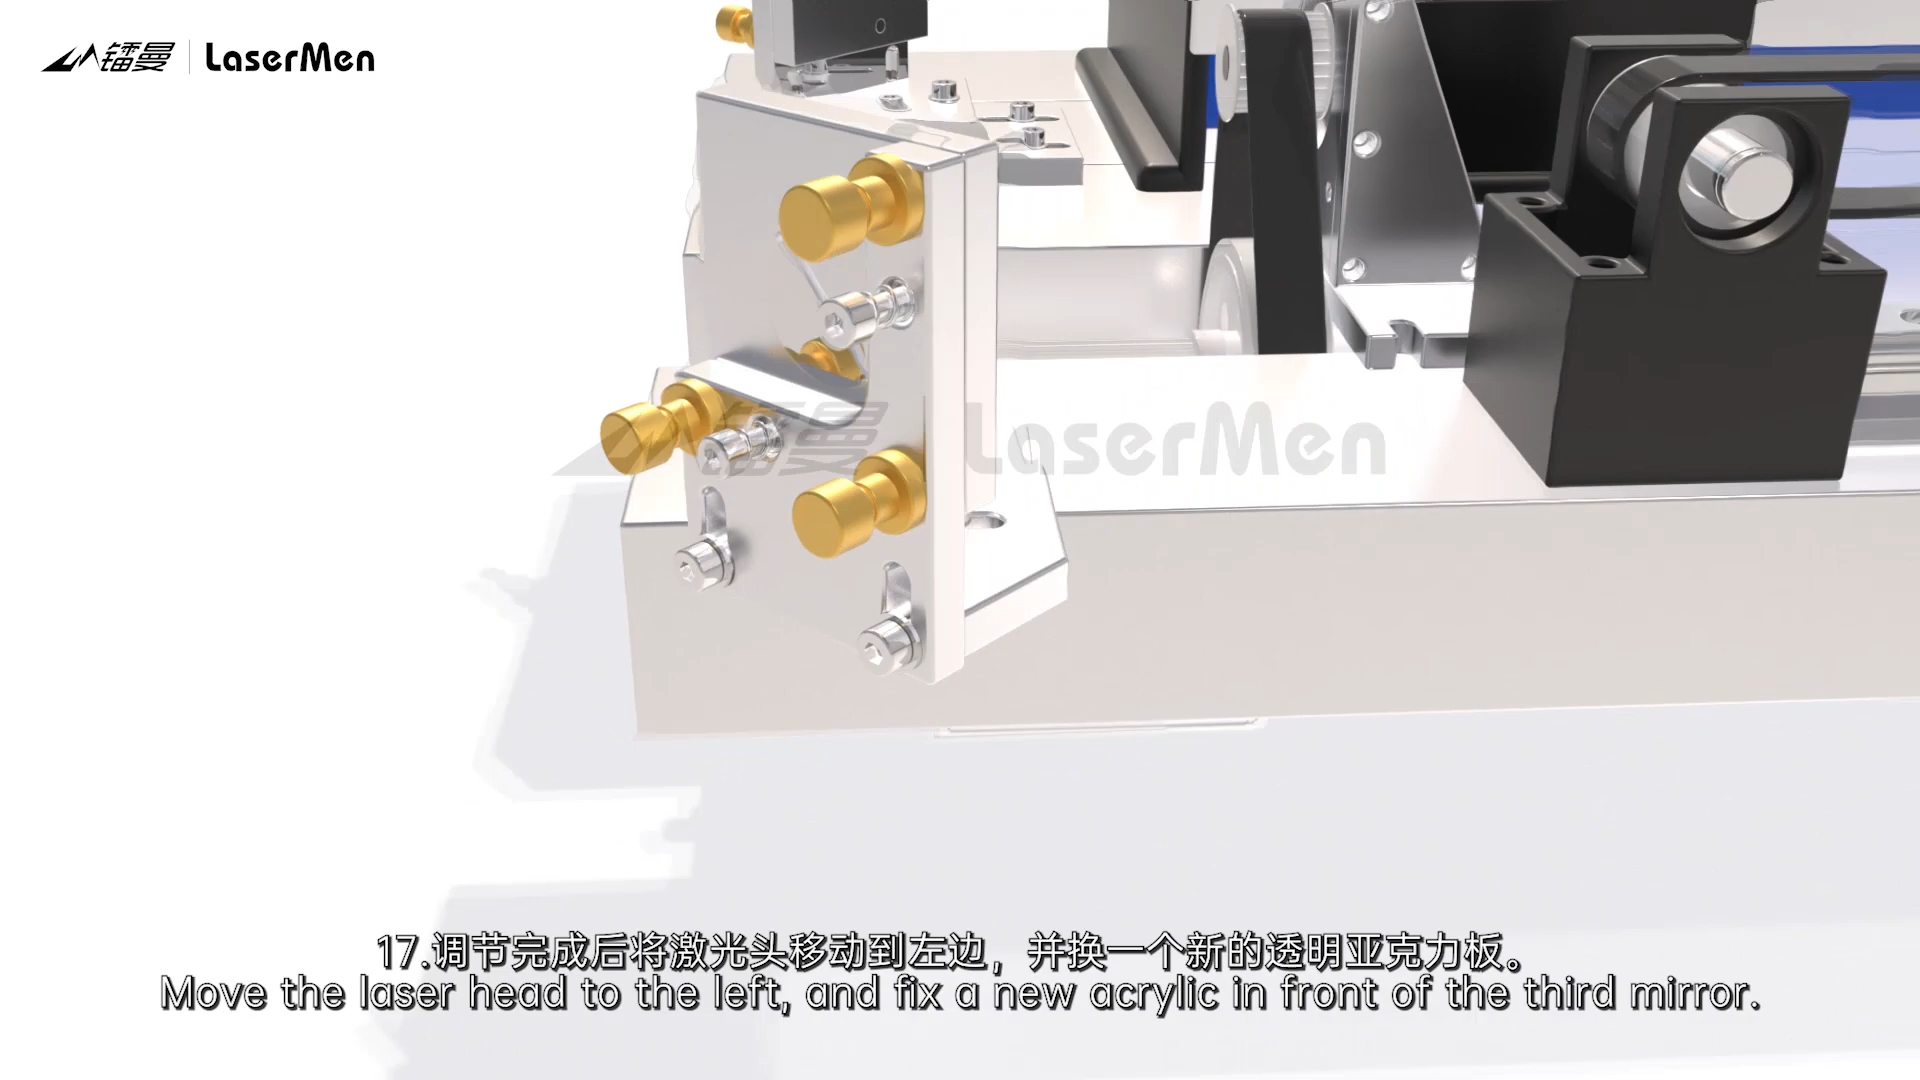 镭曼 LaserMen
镭曼 LaserMen
17.调节完成后将激光头移动到左边，并换一个新的透明亚克力板。
Move the laser head to the left, and fix a new acrylic in front of the third mirror.